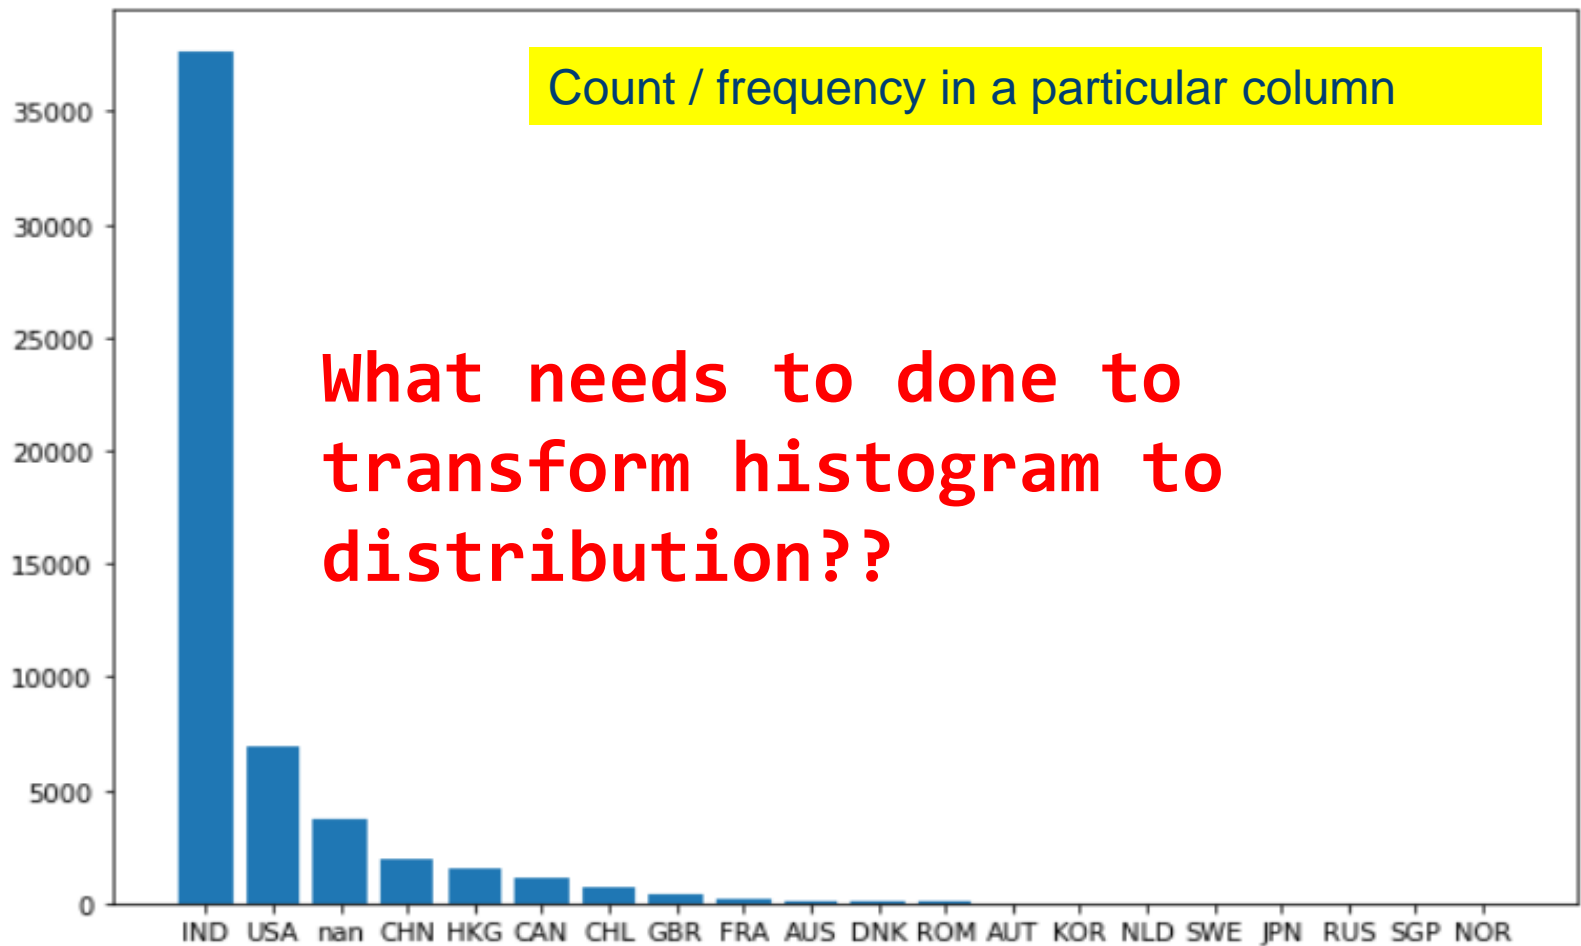 Count / frequency in a particular column
35000
30000
25000
20000
15000
10000
5000
0
What needs to done to
transform histogram to
distribution??
IND USA nan CHN HKG CAN CHL GBR FRA AUS DNK ROM AUT KOR NLD SWE JPN RUS SGP NOR